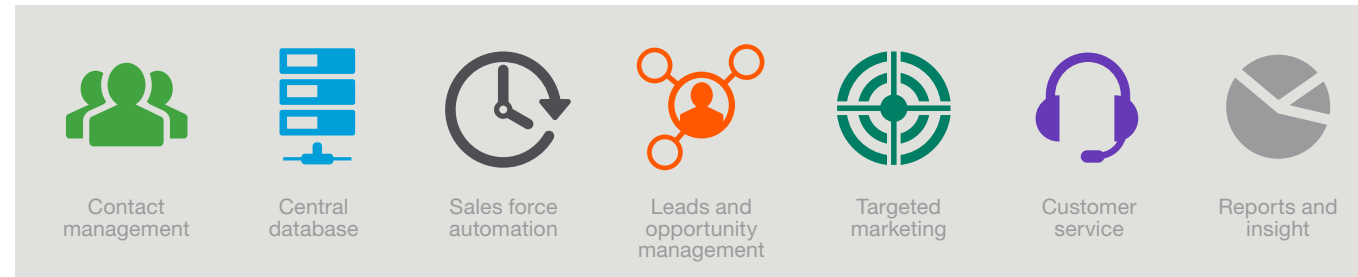 Contact
management
Central
database
Sales force
automation
Leads and
opportunity
management
Targeted
marketing
Customer
service
Reports and
insight